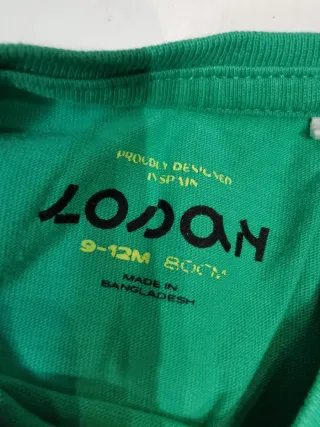 PROUDLY DESIGNED
IN SPAIN
LOSAN
9-12M 80CM
MADE IN
BANGLADESH